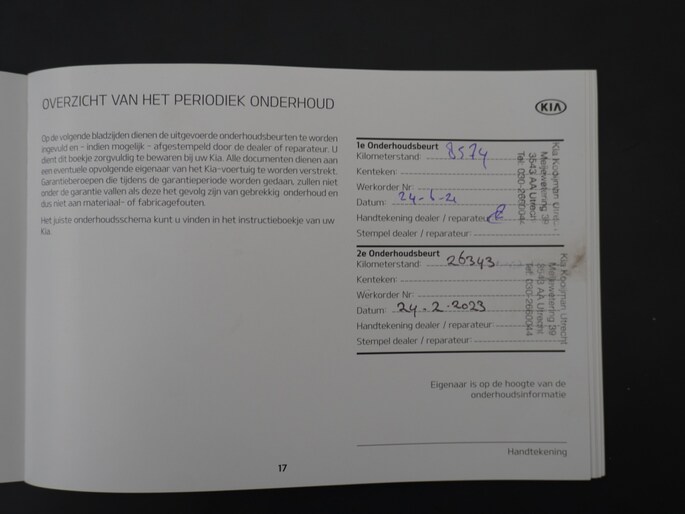 OVERZICHT VAN HET PERIODIEK ONDERHOUD
KIA
Op de volgende bladzijden dienen de uitgevoerde onderhoudsbeurten te worden
ingevuld en - indien mogelijk - afgestempeld door de dealer of reparateur. U
dient dit boekje zorgvuldig te bewaren bij uw Kia. Alle documenten dienen aan
een eventuele opvolgende eigenaar van het Kia-voertuig te worden verstrekt.
Garantieberoepen die tijdens de garantieperiode worden gedaan, zullen niet
onder de garantie vallen als deze het gevolg zijn van gebrekkig onderhoud en
dus niet aan materiaal- of fabricagefouten.
Het juiste onderhoudsschema kunt u vinden in het instructieboekje van uw
Kia.
1e Onderhoudsbeurt
Kilometerstand: 8574
Kenteken:
Werkorder Nr:
Datum: 24-6-2
Handtekening dealer / reparateur:
Stempel dealer / reparateur:
Kia Kooijman Utrecht
Meijewetering 39
3543 AA Utrecht
Tel: 030-2660044
2e Onderhoudsbeurt
Kilometerstand: 26343
Kenteken:
Werkorder Nr:
Datum: 24-2-2023
Handtekening dealer / reparateur:
Stempel dealer / reparateur:
Kia Kooijman Utrecht
Meijewetering 39
3543 AA Utrecht
Tel: 030-2660044
Eigenaar is op de hoogte van de
onderhoudsinformatie
Handtekening
17